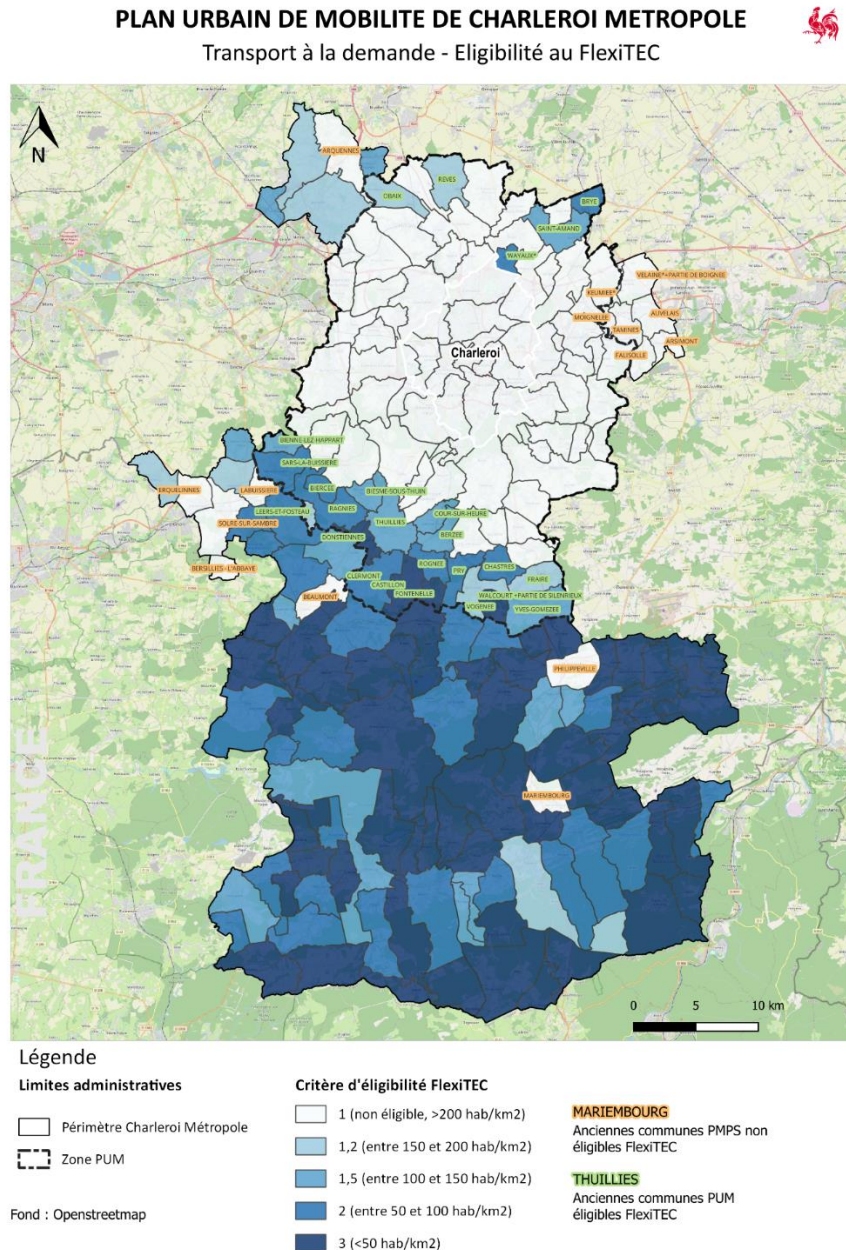 PLAN URBAIN DE MOBILITE DE CHARLEROI METROPOLE
Transport à la demande - Eligibilité au FlexiTEC
N
ARQUENNES
OBAIX
REVES
BRYE
SAINT-AMAND
WAYAUX*
VELAINE*+PARTIE DE BOIGNEE
KEUMIEE*
MOIGNELEE
AUVELAIS
TAMINES
ARSIMONT
FALISOLLE
Charleroi
BIENNE-LEZ-HAPPART
SARS-LA-BUISSIERE
ERQUELINNES
LABUISSIERE
BIERCEE
BIESME-SOUS-THUIN
RAGNIES
LEERS-ET-FOSTEAU
COUR-SUR-HEURE
SOLRE-SUR-SAMBRE
THUILLIES
BERZEE
DONSTIENNES
BERSILLIES - L'ABBAYE
ROGNEE
PRY
CHASTRES
CLERMONT
FRAIRE
CASTILLON
BEAUMONT
FONTENELLE
WALCOURT +PARTIE DE SILENRIEUX
VOGENEE
YVES-GOMEZEE
PHILIPPEVILLE
MARIEMBOURG
FRANCE
0 5 10 km
Légende
Limites administratives
Périmètre Charleroi Métropole
Zone PUM
Fond : Openstreetmap
Critère d'éligibilité FlexiTEC
1 (non éligible, >200 hab/km2)
1,2 (entre 150 et 200 hab/km2)
1,5 (entre 100 et 150 hab/km2)
2 (entre 50 et 100 hab/km2)
3 (<50 hab/km2)
MARIEMBOURG
Anciennes communes PMPS non
éligibles FlexiTEC
THUILLIES
Anciennes communes PUM
éligibles FlexiTEC